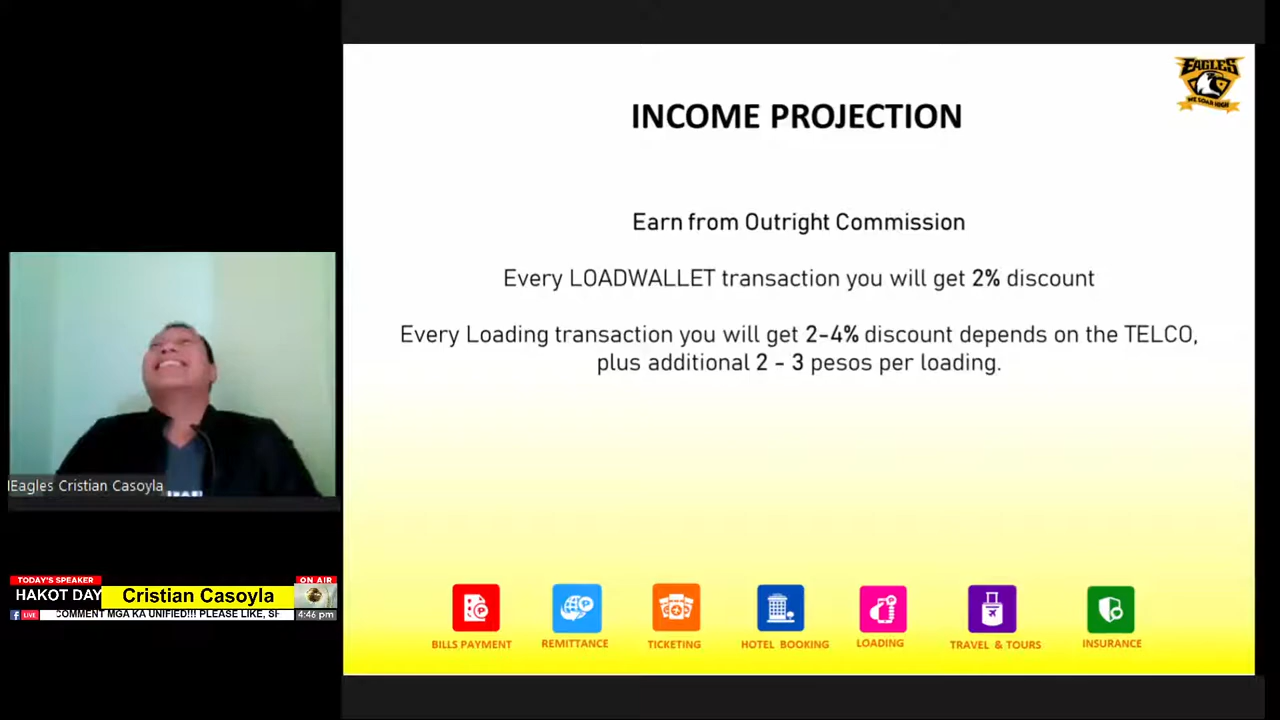 EAGLES
WE SOAR HIGH
INCOME PROJECTION
Earn from Outright Commission
Every LOADWALLET transaction you will get 2% discount
Every Loading transaction you will get 2-4% discount depends on the TELCO,
plus additional 2 - 3 pesos per loading.
Eagles Cristian Casoyla
TODAY'S SPEAKER
ON AIR
HAKOT DAY
Cristian Casoyla
LIVE
COMMENT MGA KA UNIFIED!!! PLEASE LIKE,
4:46 pm
BILLS PAYMENT
REMITTANCE
TICKETING
HOTEL BOOKING
LOADING
TRAVEL & TOURS
INSURANCE